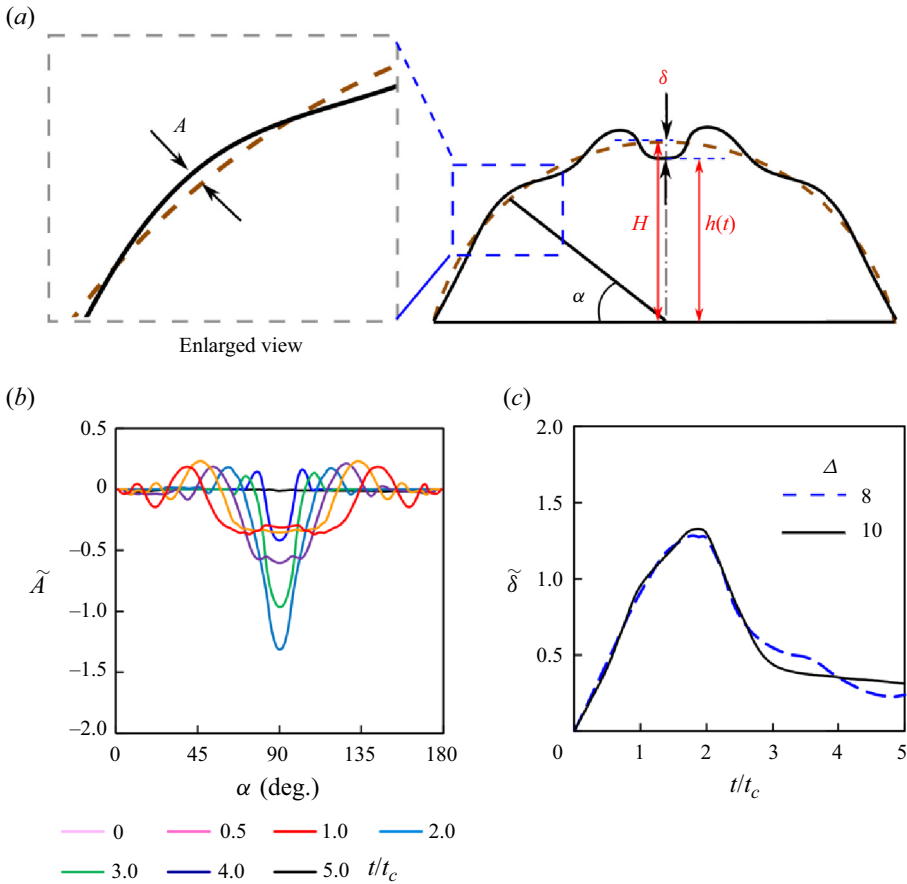 (a)
A
δ
H
h(t)
α
Enlarged view
(b)
(c)
0.5
0
–0.5
–1.0
–1.5
–2.0
Ã
0 45 90 135 180
α (deg.)
2.0
1.5
1.0
0.5
0
δ̃
Δ
8
10
1 2 3 4 5
t/t_c
0 0.5 1.0 2.0
3.0 4.0 5.0 t/t_c